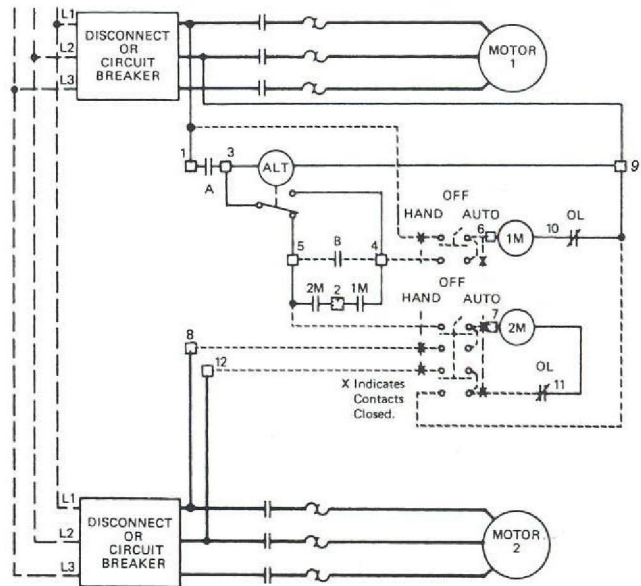 L1
L2
L3
DISCONNECT
OR
CIRCUIT
BREAKER
MOTOR
1
1
3
A
ALT
9
OFF
HAND
AUTO
6
1M
10
OL
5
B
4
2M
2
1M
OFF
HAND
AUTO
7
2M
8
12
OL
11
X Indicates
Contacts
Closed.
L1
L2
L3
DISCONNECT
OR
CIRCUIT
BREAKER
MOTOR
2